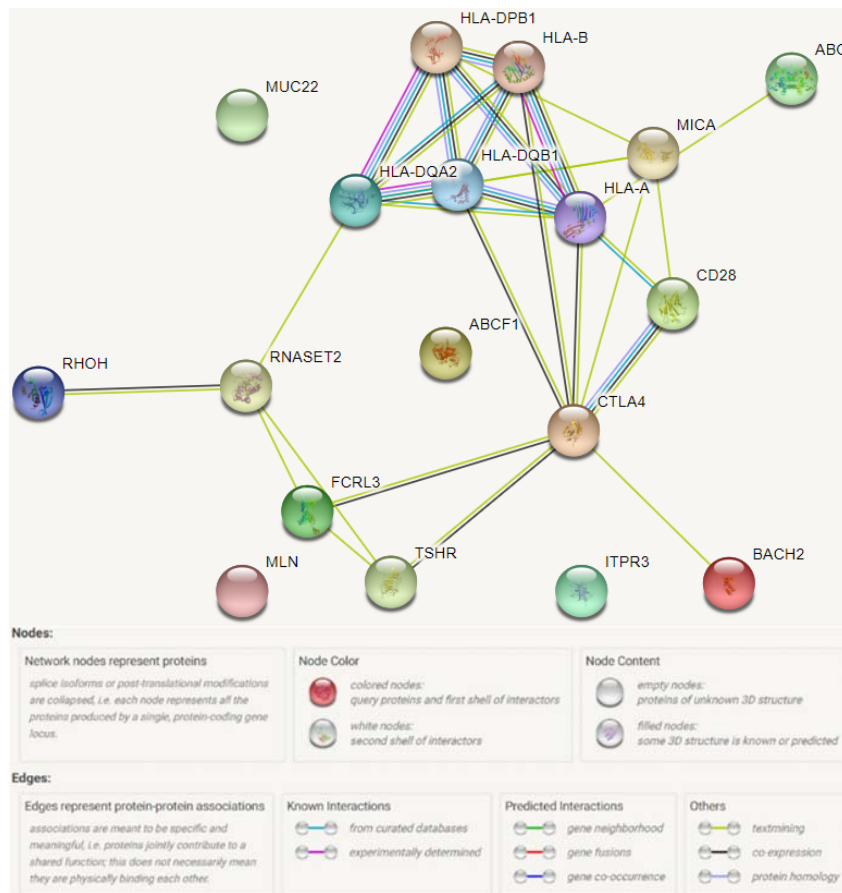 HLA-DPB1
HLA-B
ABC
MUC22
MICA
HLA-DQB1
HLA-DQA2
HLA-A
CD28
ABCF1
RNASET2
RHOH
CTLA4
FCRL3
TSHR
MLN
ITPR3
BACH2
Nodes:
Network nodes represent proteins
splice isoforms or post-translational modifications
are collapsed, i.e. each node represents all the
proteins produced by a single, protein-coding gene
locus.
Node Color
colored nodes:
query proteins and first shell of interactors
white nodes:
second shell of interactors
Node Content
empty nodes:
proteins of unknown 3D structure
filled nodes:
some 3D structure is known or predicted
Edges:
Edges represent protein-protein associations
associations are meant to be specific and
meaningful, i.e. proteins jointly contribute to a
shared function; this does not necessarily mean
they are physically binding each other.
Known Interactions
from curated databases
experimentally determined
Predicted Interactions
gene neighborhood
gene fusions
gene co-occurrence
Others
textmining
co-expression
protein homology